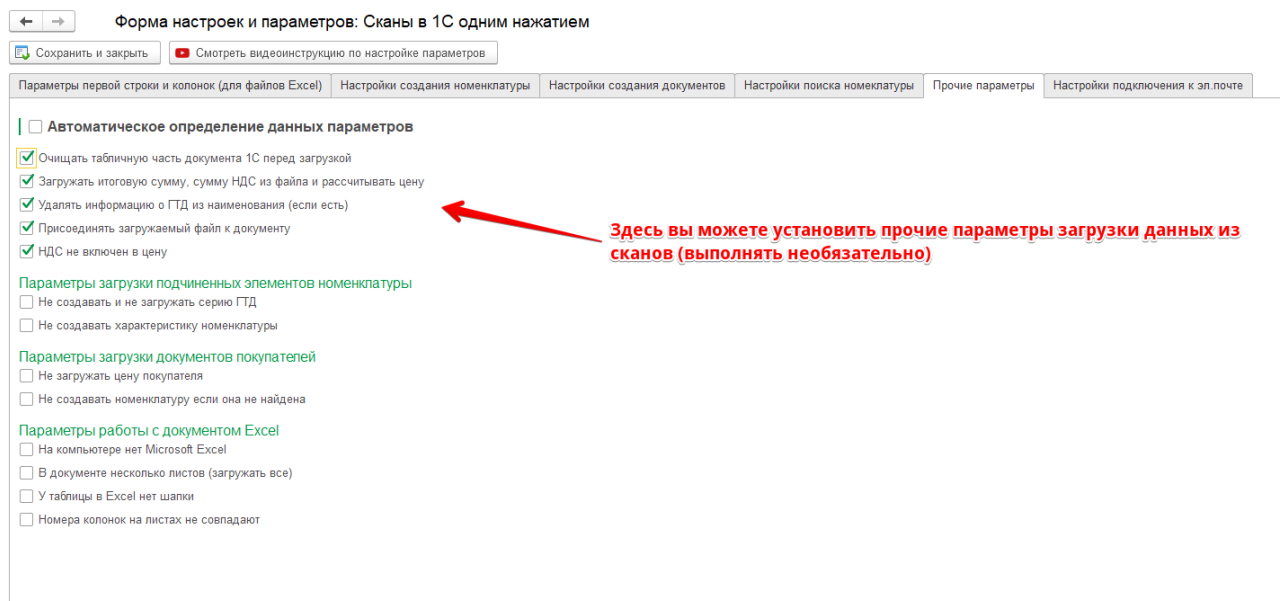 Форма настроек и параметров: Сканы в 1С одним нажатием
Сохранить и закрыть
Смотреть видеоинструкцию по настройке параметров
Параметры первой строки и колонок (для файлов Excel)
Настройки создания номенклатуры
Настройки создания документов
Настройки поиска номеклатуры
Прочие параметры
Настройки подключения к эл.почте
Автоматическое определение данных параметров
Очищать табличную часть документа 1С перед загрузкой
Загружать итоговую сумму, сумму НДС из файла и рассчитывать цену
Удалять информацию о ГТД из наименования (если есть)
Присоединять загружаемый файл к документу
НДС не включен в цену
Здесь вы можете установить прочие параметры загрузки данных из
сканов (выполнять необязательно)
Параметры загрузки подчиненных элементов номенклатуры
Не создавать и не загружать серию ГТД
Не создавать характеристику номенклатуры
Параметры загрузки документов покупателей
Не загружать цену покупателя
Не создавать номенклатуру если она не найдена
Параметры работы с документом Excel
На компьютере нет Microsoft Excel
В документе несколько листов (загружать все)
У таблицы в Excel нет шапки
Номера колонок на листах не совпадают